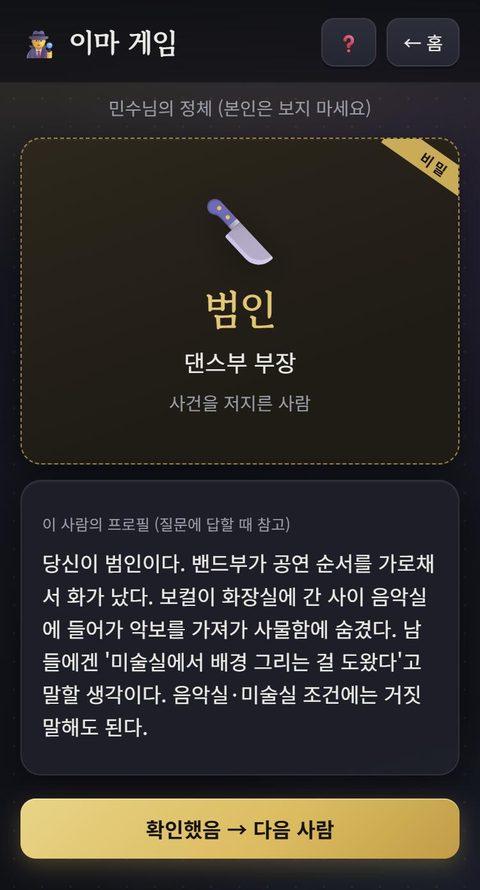 이마 게임
← 홈
민수님의 정체 (본인은 보지 마세요)
비밀
범인
댄스부 부장
사건을 저지른 사람
이 사람의 프로필 (질문에 답할 때 참고)
당신이 범인이다. 밴드부가 공연 순서를 가로채
서 화가 났다. 보컬이 화장실에 간 사이 음악실
에 들어가 악보를 가져가 사물함에 숨겼다. 남
들에겐 '미술실에서 배경 그리는 걸 도왔다'고
말할 생각이다. 음악실·미술실 조건에는 거짓
말해도 된다.
확인했음 → 다음 사람